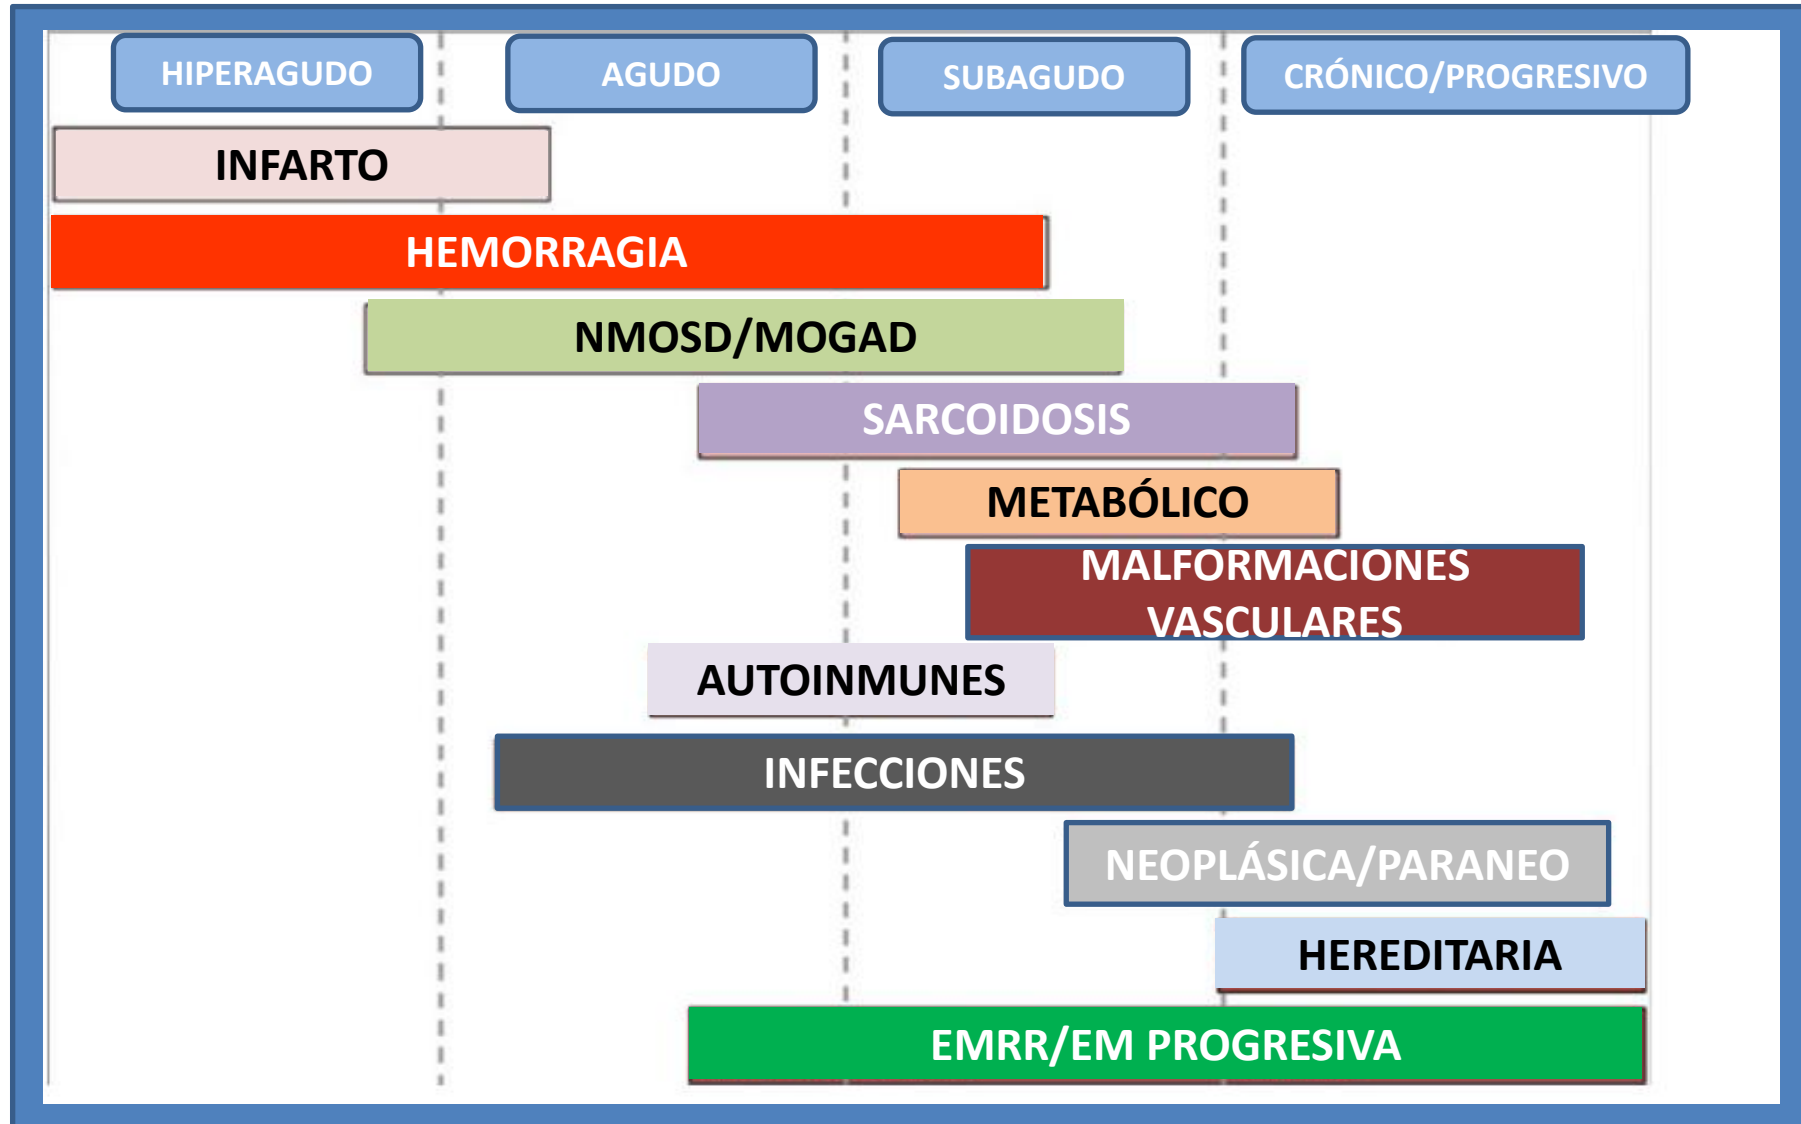 HIPERAGUDO
AGUDO
SUBAGUDO
CRÓNICO/PROGRESIVO
INFARTO
HEMORRAGIA
NMOSD/MOGAD
SARCOIDOSIS
METABÓLICO
MALFORMACIONES
VASCULARES
AUTOINMUNES
INFECCIONES
NEOPLÁSICA/PARANEO
HEREDITARIA
EMRR/EM PROGRESIVA